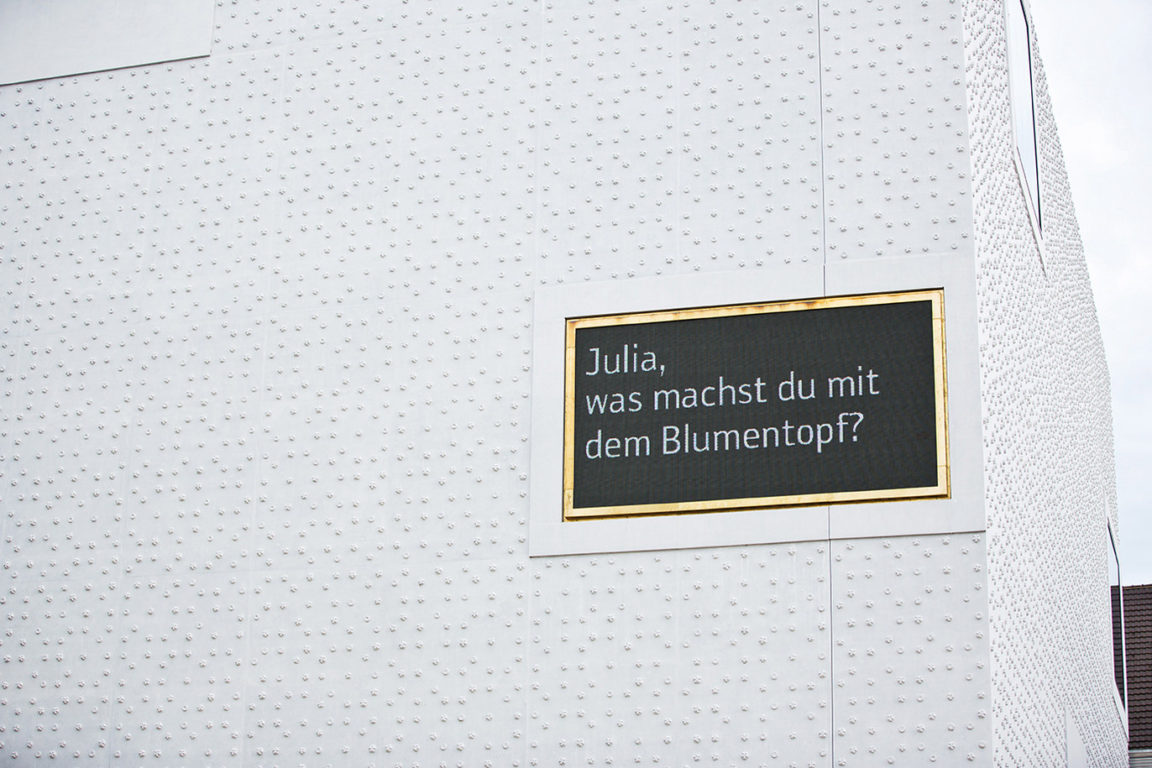 Julia,
was machst du mit
dem Blumentopf?